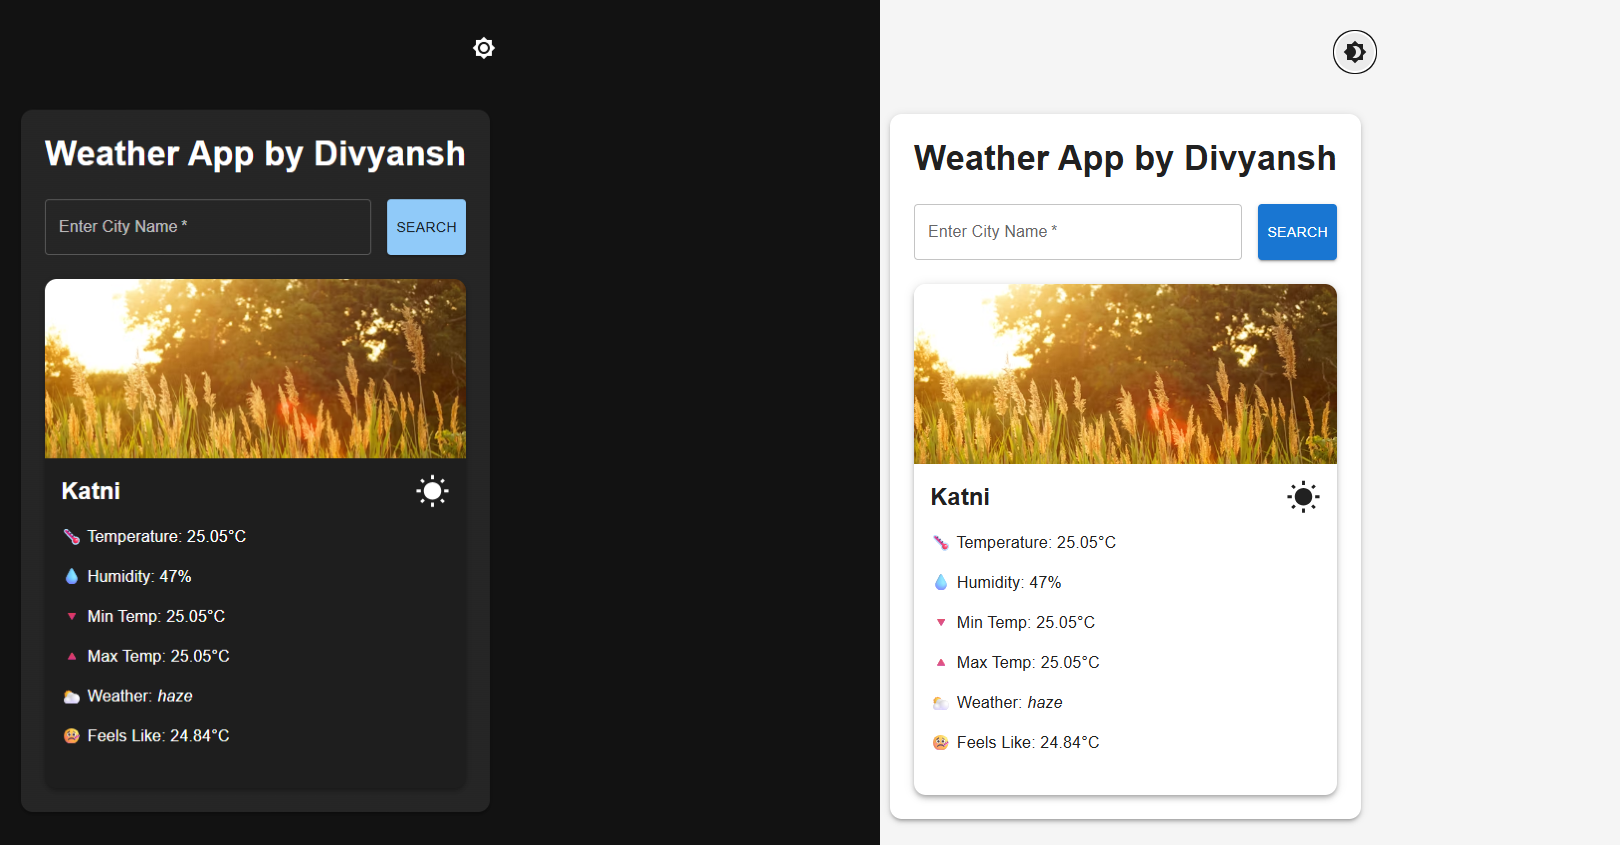 Weather App by Divyansh
Enter City Name *
SEARCH
Katni
Temperature: 25.05°C
Humidity: 47%
Min Temp: 25.05°C
Max Temp: 25.05°C
Weather: haze
Feels Like: 24.84°C
Weather App by Divyansh
Enter City Name *
SEARCH
Katni
Temperature: 25.05°C
Humidity: 47%
Min Temp: 25.05°C
Max Temp: 25.05°C
Weather: haze
Feels Like: 24.84°C